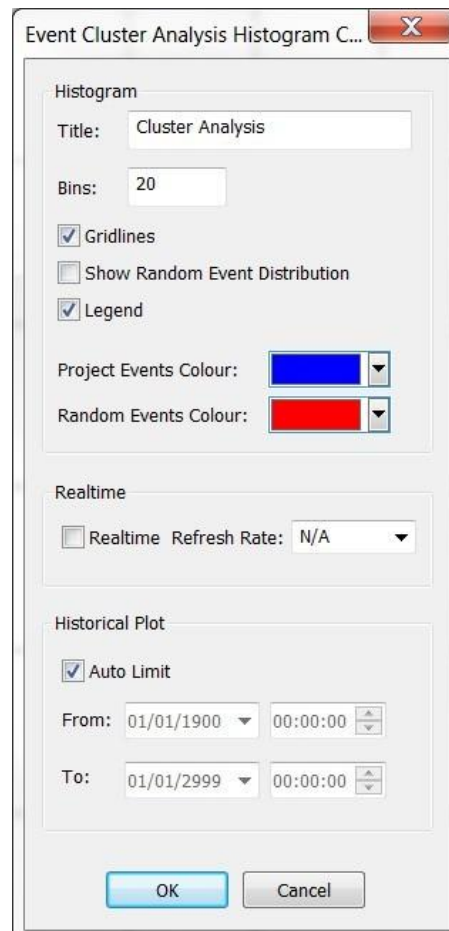 Event Cluster Analysis Histogram C...
Histogram
Title: Cluster Analysis
Bins: 20
Gridlines
Show Random Event Distribution
Legend
Project Events Colour:
Random Events Colour:
Realtime
Realtime Refresh Rate: N/A
Historical Plot
Auto Limit
From: 01/01/1900 00:00:00
To: 01/01/2999 00:00:00
OK Cancel